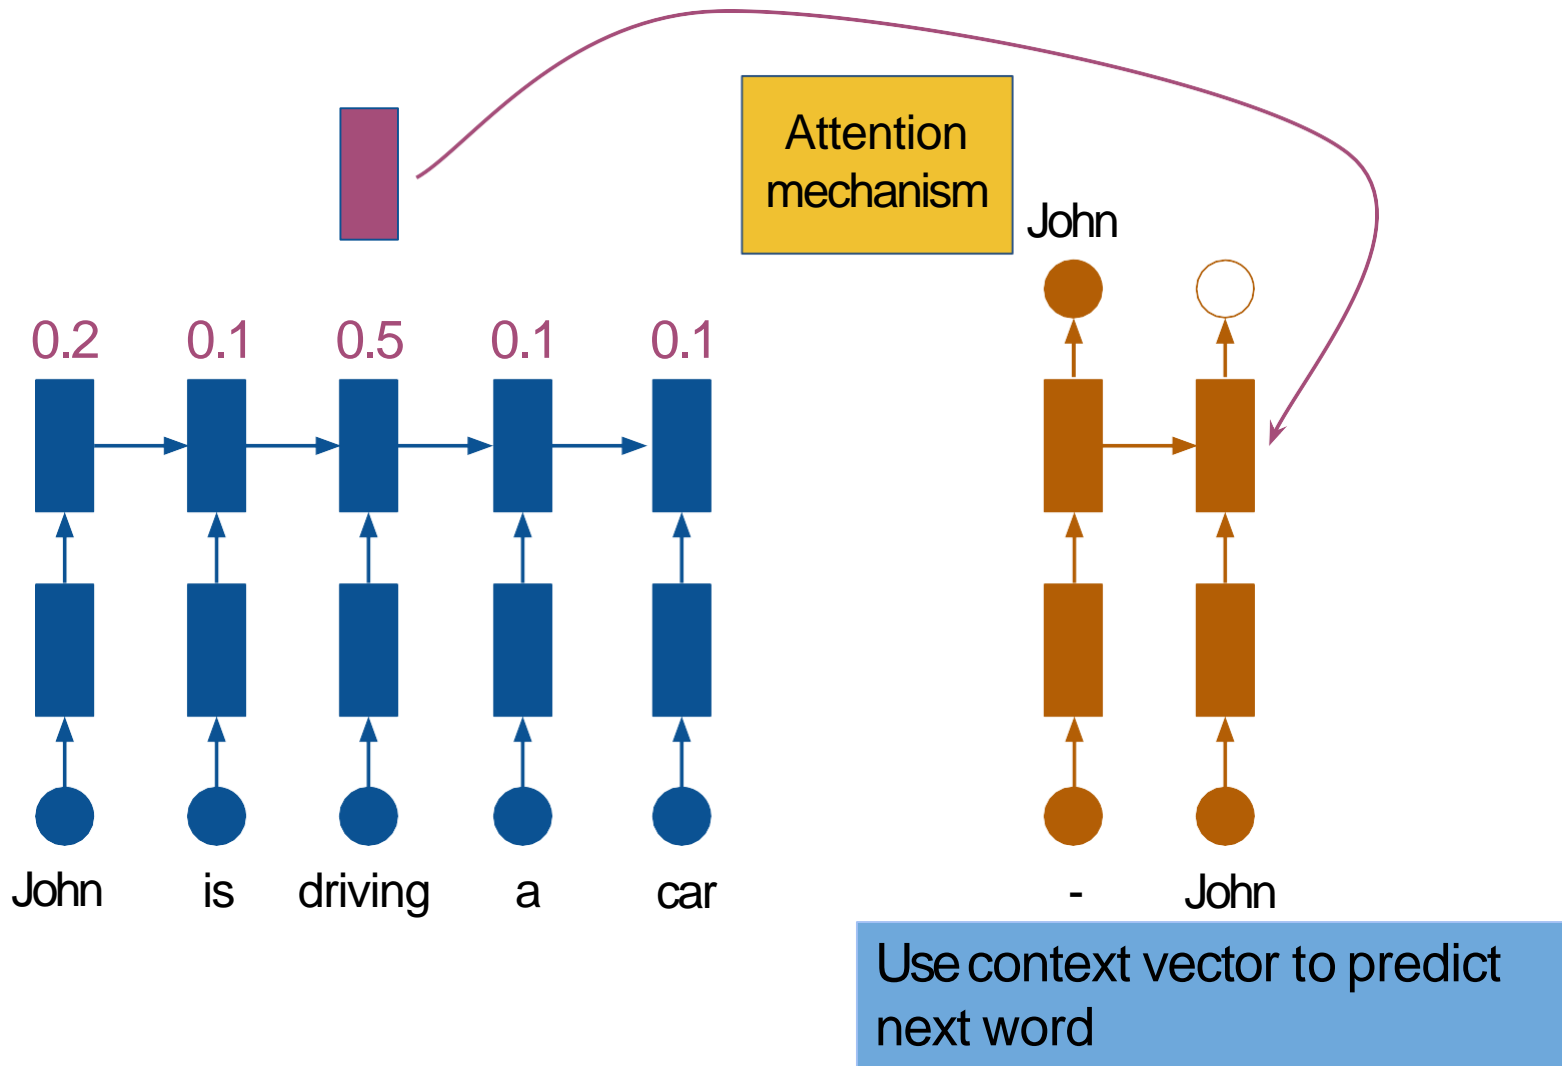 Attention
mechanism
John
0.2 0.1 0.5 0.1 0.1
John is driving a car - John
Use context vector to predict
next word